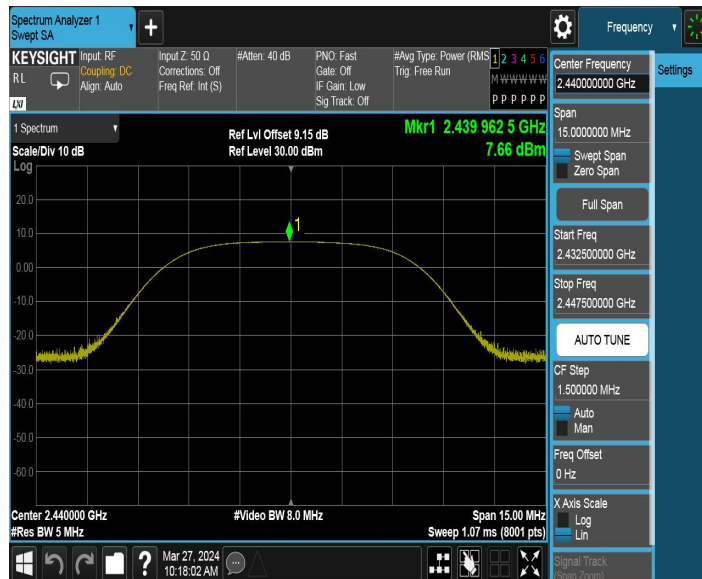 Spectrum Analyzer 1
Swept SA
+
Frequency
KEYSIGHT
RL
LXI
Input: RF
Coupling: DC
Align: Auto
Input Z: 50 Ω
Corrections: Off
Freq Ref: Int (S)
#Atten: 40 dB
PNO: Fast
Gate: Off
IF Gain: Low
Sig Track: Off
#Avg Type: Power (RMS
Trig: Free Run
1 2 3 4 5 6
M W W W W W
P P P P P P
1 Spectrum
Scale/Div 10 dB
Log
Ref Lvl Offset 9.15 dB
Ref Level 30.00 dBm
Mkr1 2.439 962 5 GHz
7.66 dBm
20.0
10.0
0.00
-10.0
-20.0
-30.0
-40.0
-50.0
-60.0
1
Center 2.440000 GHz
#Res BW 5 MHz
#Video BW 8.0 MHz
Span 15.00 MHz
Sweep 1.07 ms (8001 pts)
?
Mar 27, 2024
10:18:02 AM
Center Frequency
2.440000000 GHz
Span
15.0000000 MHz
Swept Span
Zero Span
Full Span
Start Freq
2.432500000 GHz
Stop Freq
2.447500000 GHz
AUTO TUNE
CF Step
1.500000 MHz
Auto
Man
Freq Offset
0 Hz
X Axis Scale
Log
Lin
Signal Track
(Span Zoom)
Settings